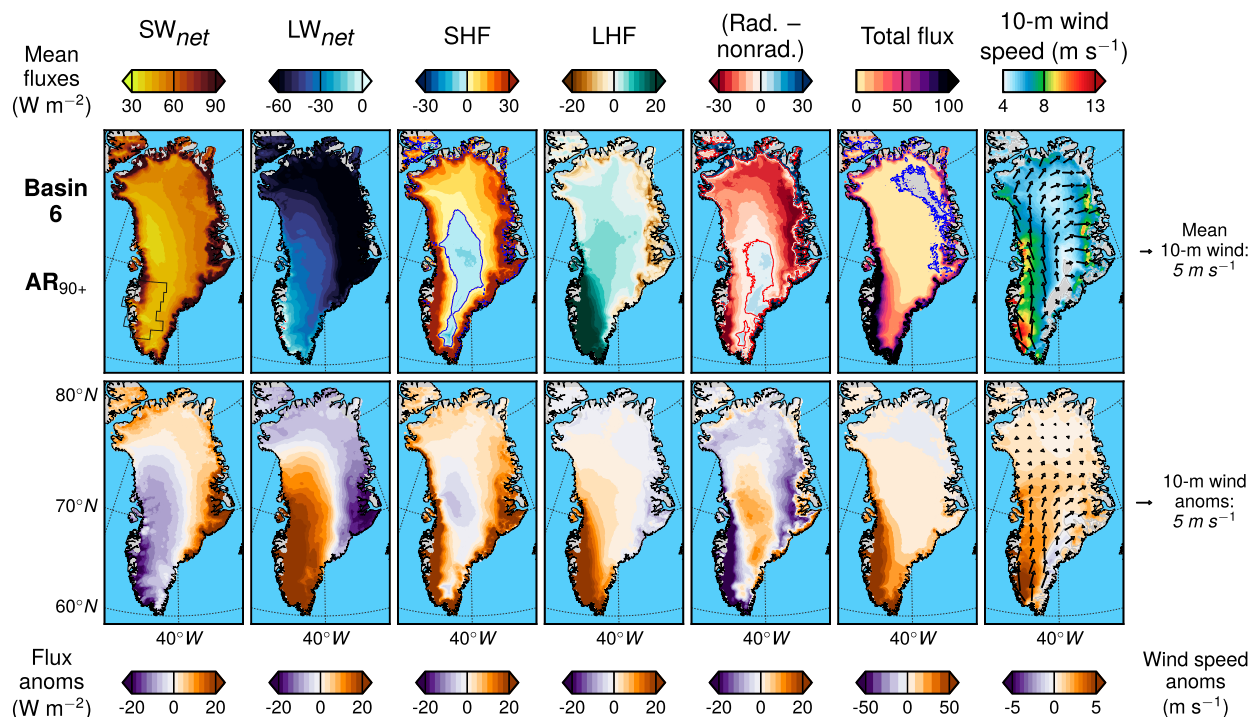 SWnet
LWnet
SHF
LHF
(Rad. –
nonrad.)
Total flux
10-m wind
speed (m s−1)
Mean
fluxes
(W m−2)
30 60 90
-60 -30 0
-30 0 30
-20 0 20
-30 0 30
0 50 100
4 8 13
Basin
6
AR90+
Mean
10-m wind:
5 m s−1
80°N
70°N
60°N
10-m wind
anoms:
5 m s−1
40°W
40°W
40°W
40°W
40°W
40°W
40°W
Flux
anoms
(W m−2)
-20 0 20
-20 0 20
-20 0 20
-20 0 20
-20 0 20
-50 0 50
-5 0 5
Wind speed
anoms
(m s−1)